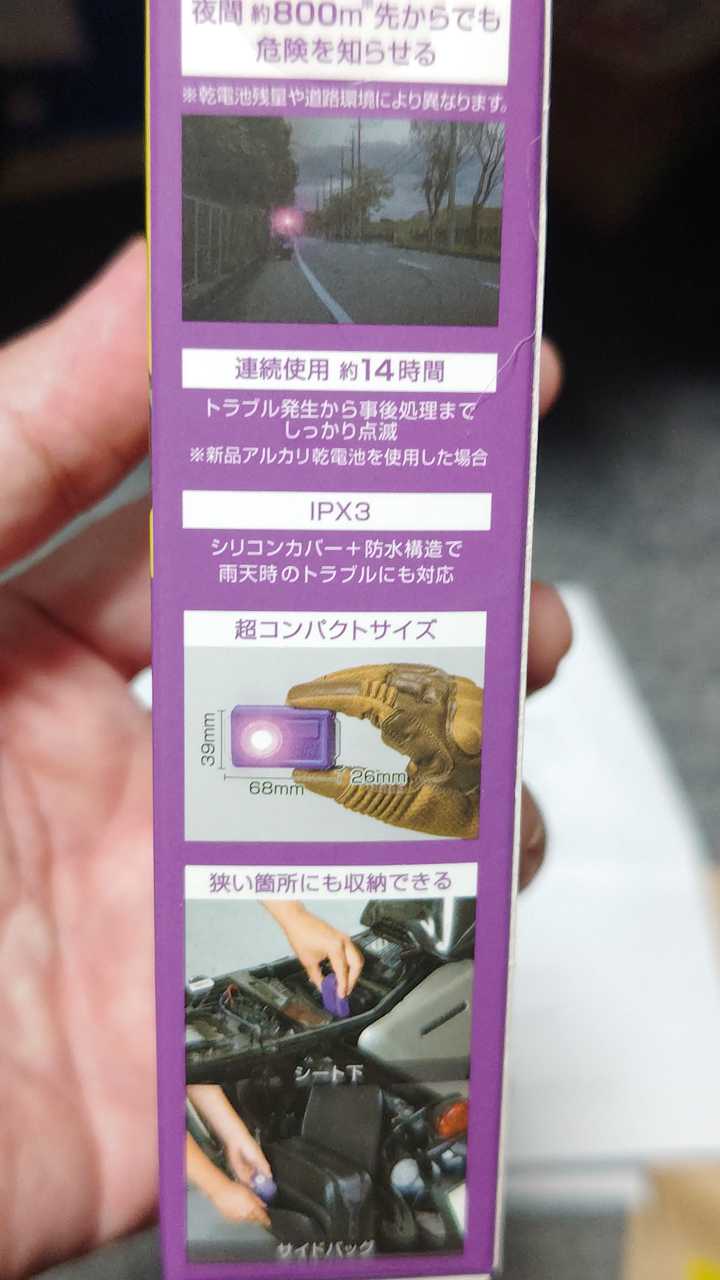 夜間 約800m※先からでも
危険を知らせる
※乾電池残量や道路環境により異なります。
連続使用 約14時間
トラブル発生から事後処理まで
しっかり点滅
※新品アルカリ乾電池を使用した場合
IPX3
シリコンカバー＋防水構造で
雨天時のトラブルにも対応
超コンパクトサイズ
39mm
68mm
26mm
狭い箇所にも収納できる
シート下
サイドバッグ